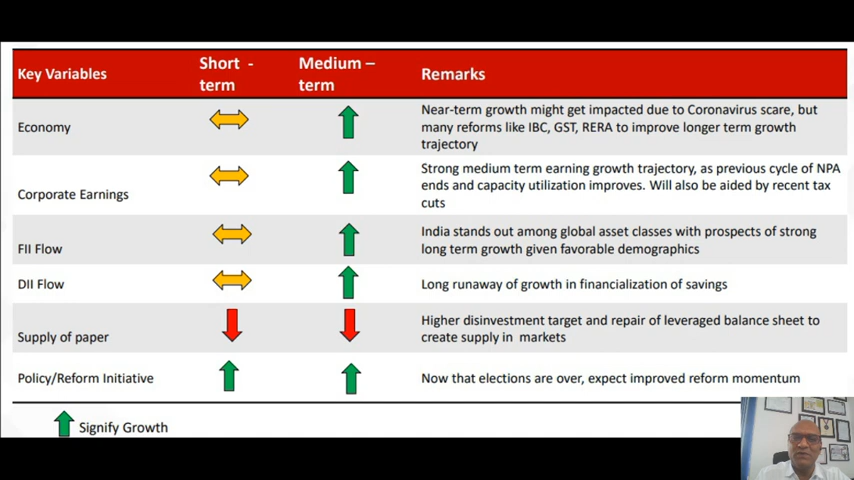 Key Variables
Short -
term
Medium –
term
Remarks
Economy
Near-term growth might get impacted due to Coronavirus scare, but
many reforms like IBC, GST, RERA to improve longer term growth
trajectory
Corporate Earnings
Strong medium term earning growth trajectory, as previous cycle of NPA
ends and capacity utilization improves. Will also be aided by recent tax
cuts
FII Flow
India stands out among global asset classes with prospects of strong
long term growth given favorable demographics
DII Flow
Long runaway of growth in financialization of savings
Supply of paper
Higher disinvestment target and repair of leveraged balance sheet to
create supply in markets
Policy/Reform Initiative
Now that elections are over, expect improved reform momentum
Signify Growth